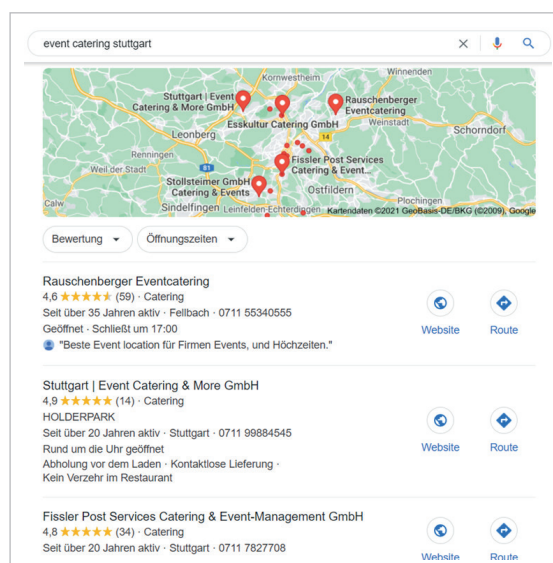 event catering stuttgart
Kornwestheim
Winnenden
Stuttgart | Event
Catering & More GmbH
Rauschenberger
Eventcatering
Esskultur Catering GmbH
Weinstadt
Leonberg
14
Schorndorf
Renningen
Weil der Stadt
81
Fissler Post Services
Catering & Event...
Stollsteimer GmbH
Catering & Events
Ostfildern
Calw
Sindelfingen
Leinfelden-Echterdingen
Plochingen
Kartendaten ©2021 GeoBasis-DE/BKG (©2009), Google
Bewertung
Öffnungszeiten
Rauschenberger Eventcatering
4,6 (59) · Catering
Seit über 35 Jahren aktiv · Fellbach · 0711 55340555
Geöffnet · Schließt um 17:00
"Beste Event location für Firmen Events, und Höchzeiten."
Website
Route
Stuttgart | Event Catering & More GmbH
4,9 (14) · Catering
HOLDERPARK
Seit über 20 Jahren aktiv · Stuttgart · 0711 99884545
Rund um die Uhr geöffnet
Abholung vor dem Laden · Kontaktlose Lieferung ·
Kein Verzehr im Restaurant
Website
Route
Fissler Post Services Catering & Event-Management GmbH
4,8 (34) · Catering
Seit über 20 Jahren aktiv · Stuttgart · 0711 7827708
Website
Route